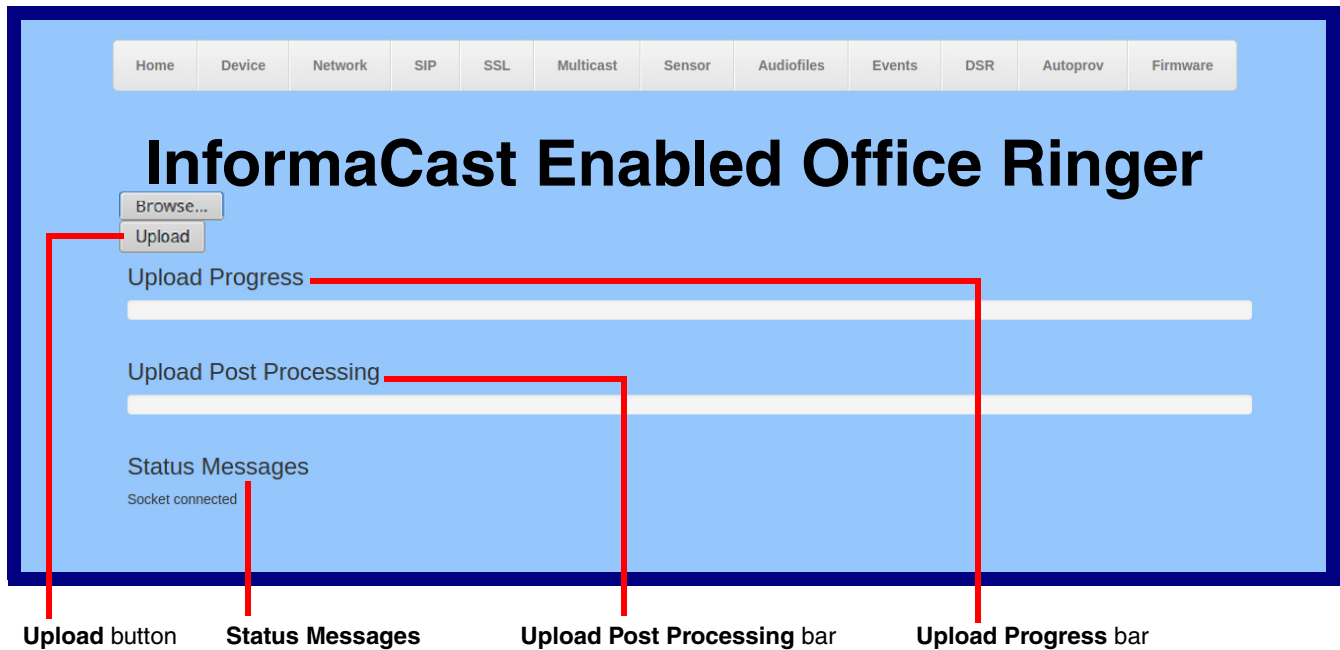 Home Device Network SIP SSL Multicast Sensor Audiofiles Events DSR Autoprov Firmware
InformaCast Enabled Office Ringer
Browse...
Upload
Upload Progress
Upload Post Processing
Status Messages
Socket connected
Upload button Status Messages Upload Post Processing bar Upload Progress bar